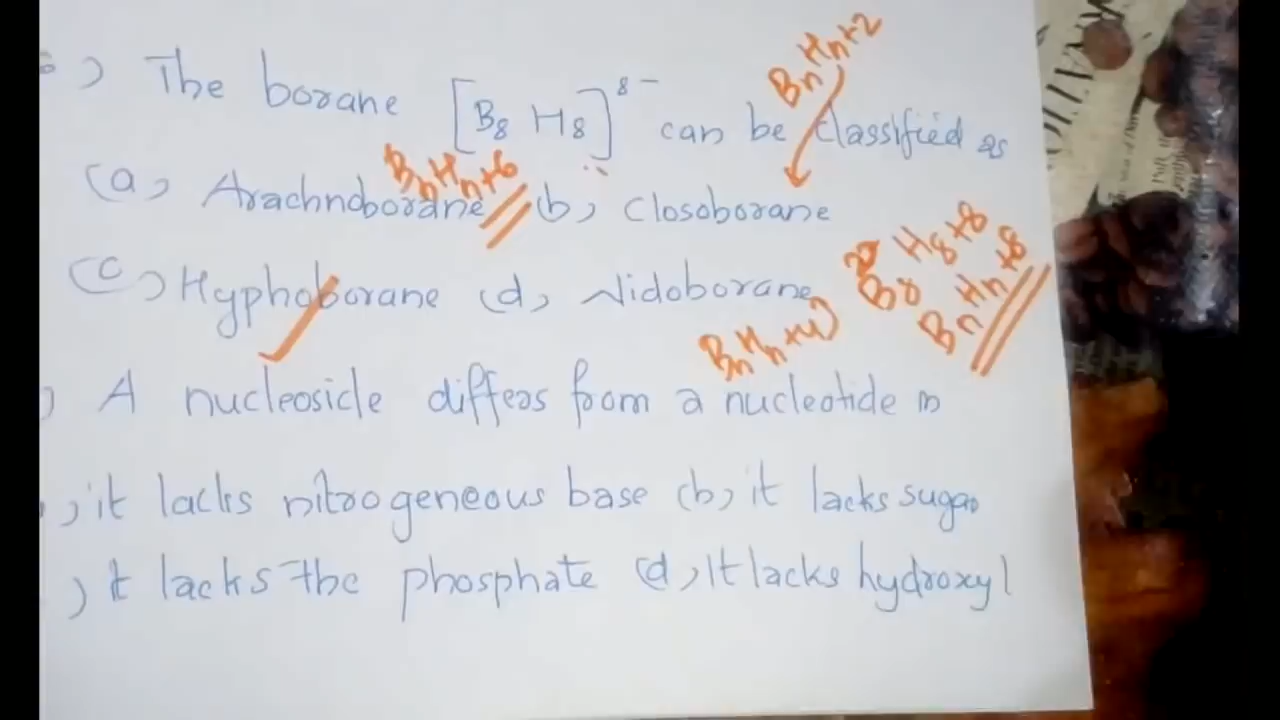 ) The borane [B8 H8]8- can be classified as
BnHn+2
BnHn+6
(a) Arachnoborane (b) Closoborane
B8 H8+8
BnHn+8
(c) Hyphoborane (d) Nidoborane
BnHn+4
) A nucleoside differs from a nucleotide in
) it lacks nitrogeneous base (b) it lacks sugar
) it lacks the phosphate (d) It lacks hydroxyl